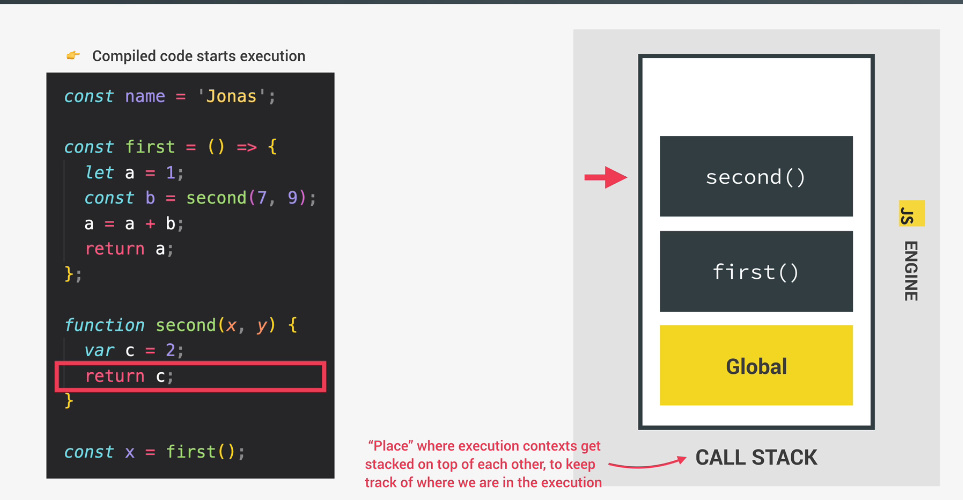 👉 Compiled code starts execution
const name = 'Jonas';
const first = () => {
let a = 1;
const b = second(7, 9);
a = a + b;
return a;
};
function second(x, y) {
var c = 2;
return c;
}
const x = first();
second()
first()
Global
CALL STACK
JS
ENGINE
“Place” where execution contexts get
stacked on top of each other, to keep
track of where we are in the execution